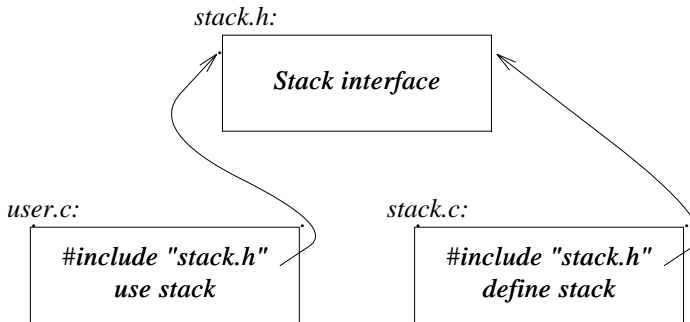 stack.h:
Stack interface
user.c:
#include "stack.h"
use stack
stack.c:
#include "stack.h"
define stack